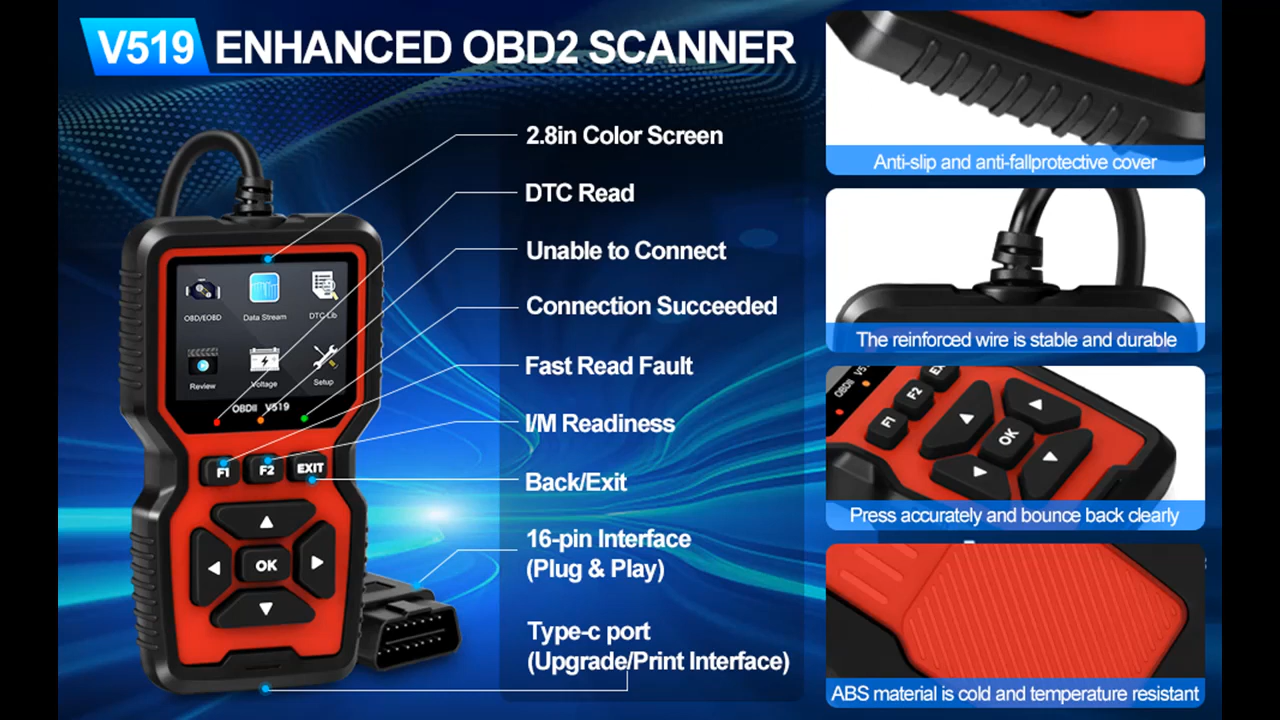 V519 ENHANCED OBD2 SCANNER
2.8in Color Screen
DTC Read
Unable to Connect
Connection Succeeded
Fast Read Fault
I/M Readiness
Back/Exit
16-pin Interface
(Plug & Play)
Type-c port
(Upgrade/Print Interface)
OBD/EOBD
Data Stream
DTC Lib
Review
Voltage
Setup
OBDII V519
F1
F2
EXIT
OK
Anti-slip and anti-fallprotective cover
The reinforced wire is stable and durable
OBDII V5
F1
F2
EX
OK
Press accurately and bounce back clearly
ABS material is cold and temperature resistant